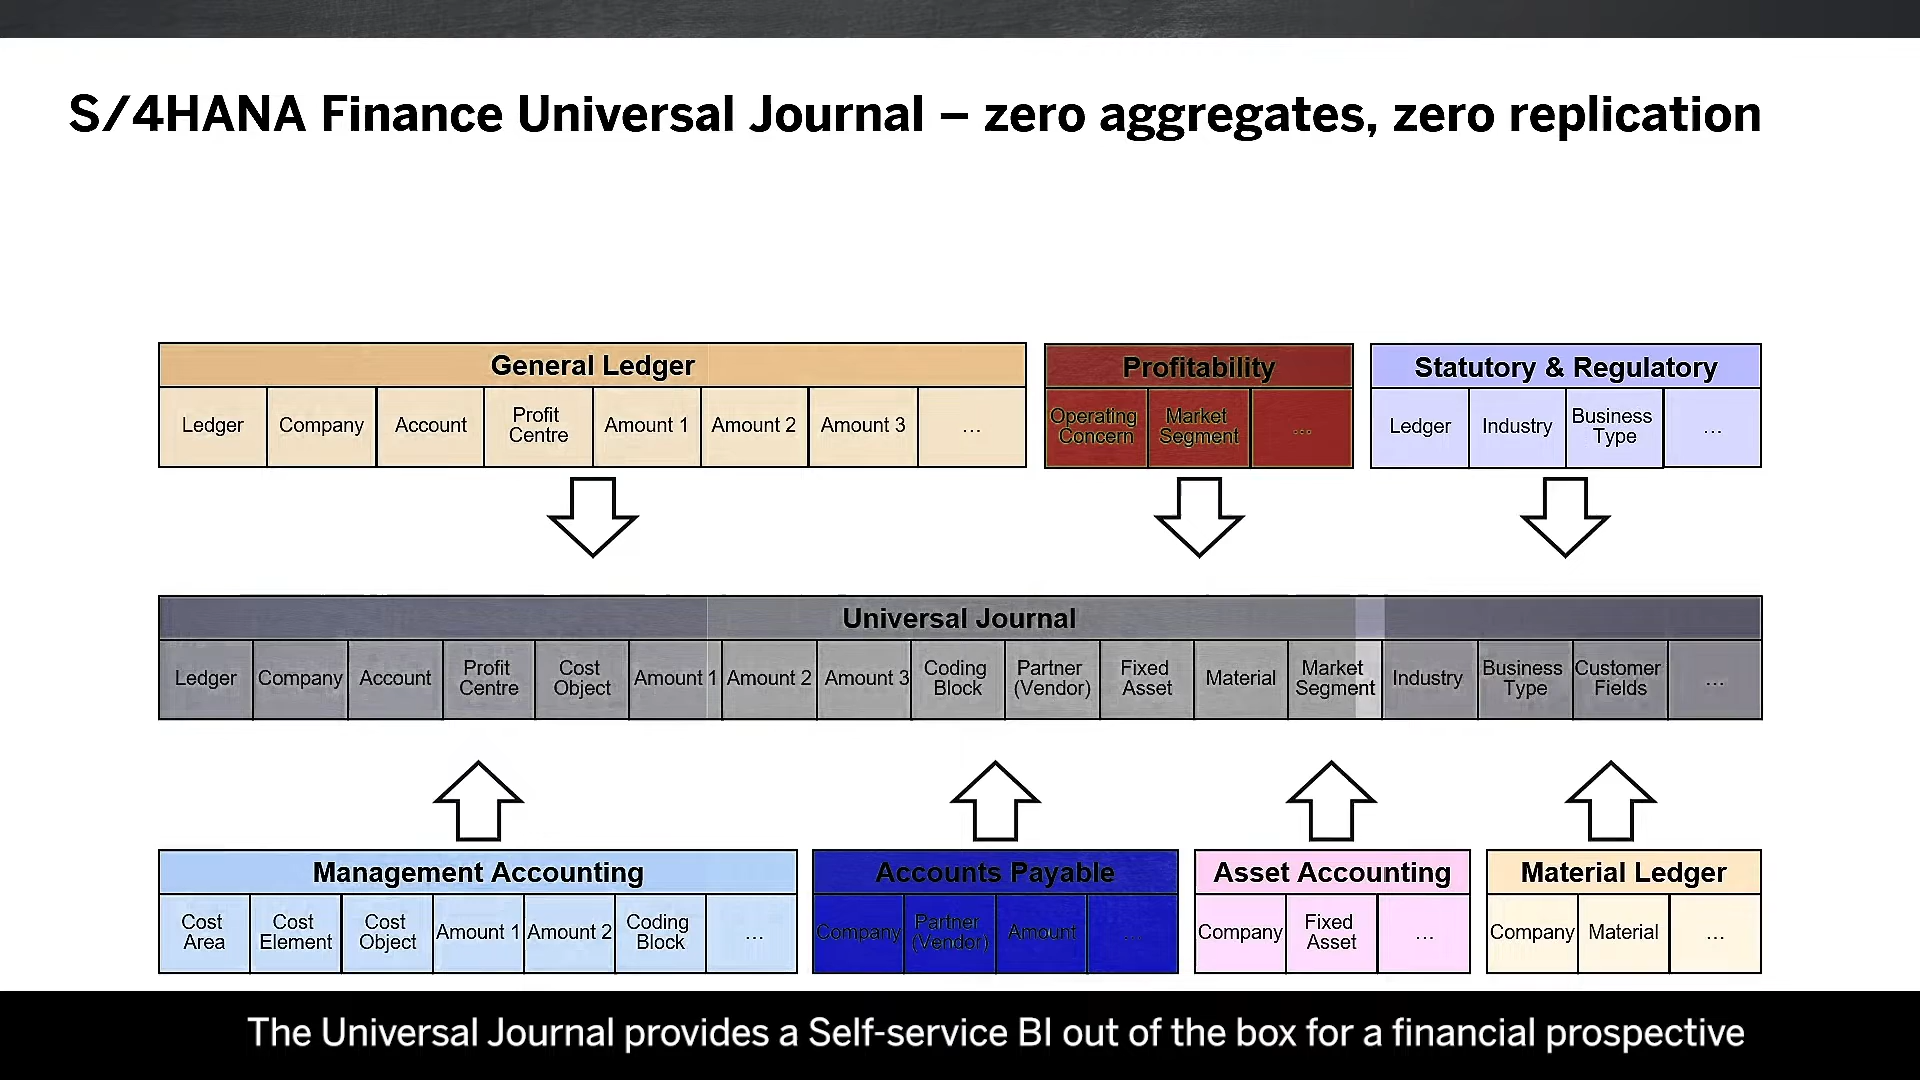 S/4HANA Finance Universal Journal – zero aggregates, zero replication
General Ledger
Ledger
Company
Account
Profit
Centre
Amount 1
Amount 2
Amount 3
...
Profitability
Operating
Concern
Market
Segment
...
Statutory & Regulatory
Ledger
Industry
Business
Type
...
Universal Journal
Ledger
Company
Account
Profit
Centre
Cost
Object
Amount 1
Amount 2
Amount 3
Coding
Block
Partner
(Vendor)
Fixed
Asset
Material
Market
Segment
Industry
Business
Type
Customer
Fields
...
Management Accounting
Cost
Area
Cost
Element
Cost
Object
Amount 1
Amount 2
Coding
Block
...
Accounts Payable
Company
Partner
(Vendor)
Amount
...
Asset Accounting
Company
Fixed
Asset
...
Material Ledger
Company
Material
...
The Universal Journal provides a Self-service BI out of the box for a financial prospective